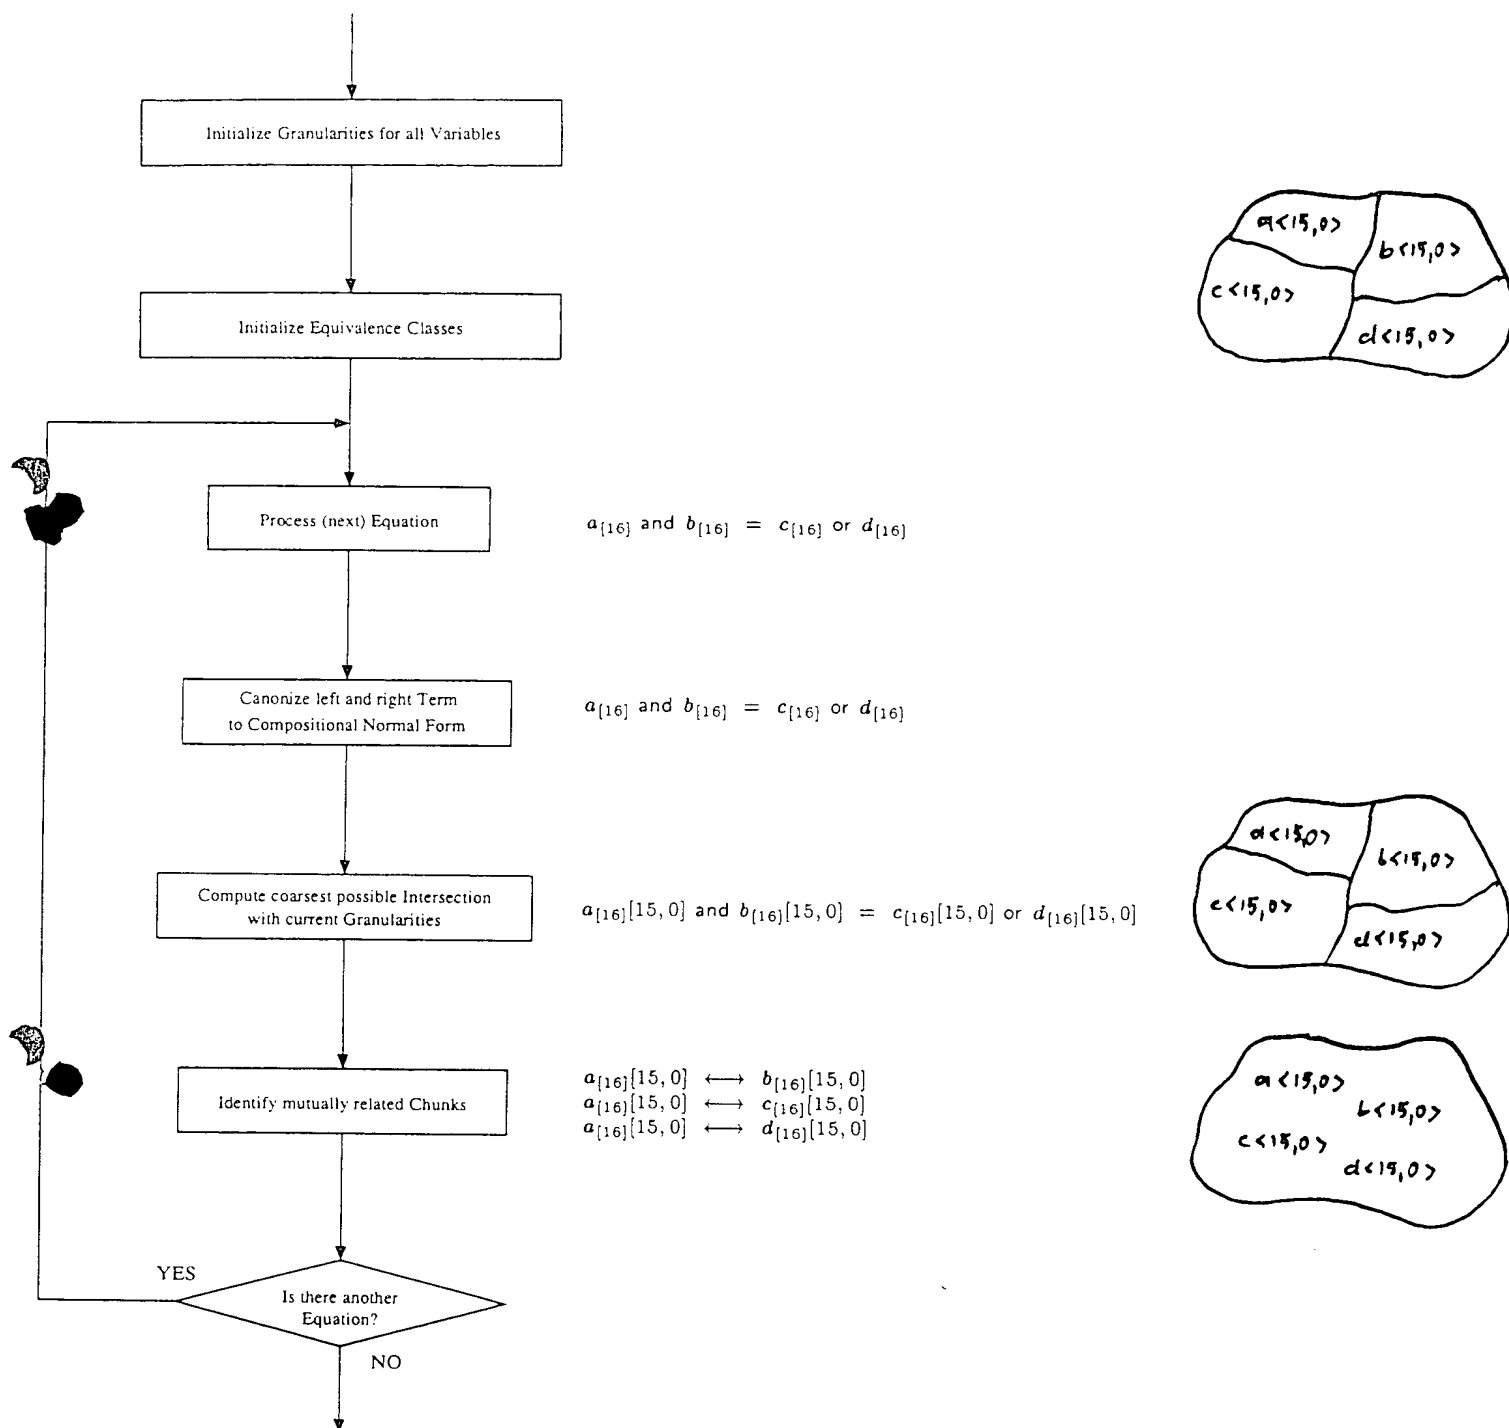 Initialize Granularities for all Variables
a<15,0>
b<15,0>
c<15,0>
d<15,0>
Initialize Equivalence Classes
Process (next) Equation
a[16] and b[16] = c[16] or d[16]
Canonize left and right Term
to Compositional Normal Form
a[16] and b[16] = c[16] or d[16]
a<15,0>
b<15,0>
c<15,0>
d<15,0>
Compute coarsest possible Intersection
with current Granularities
a[16][15, 0] and b[16][15, 0] = c[16][15, 0] or d[16][15, 0]
Identify mutually related Chunks
a[16][15, 0] ⟷ b[16][15, 0]
a[16][15, 0] ⟷ c[16][15, 0]
a[16][15, 0] ⟷ d[16][15, 0]
a<15,0>
b<15,0>
c<15,0>
d<15,0>
YES
Is there another
Equation?
NO